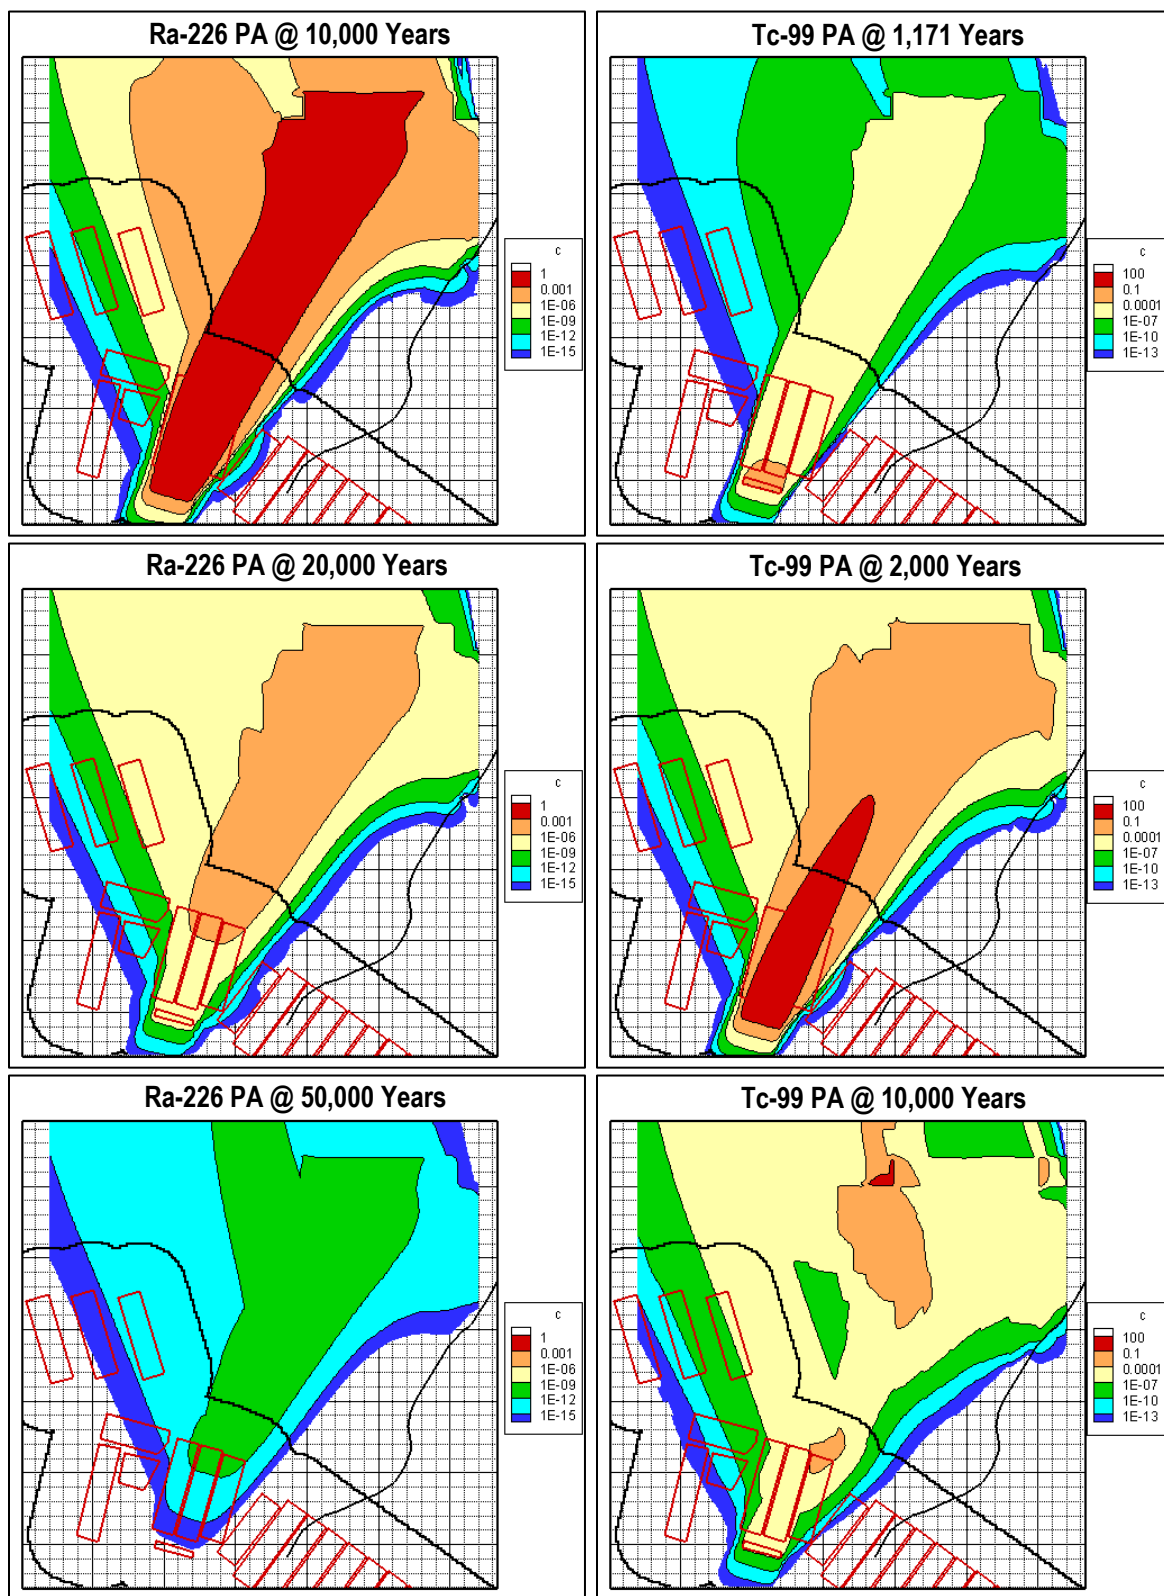 Ra-226 PA @ 10,000 Years
c
1
0.001
1E-06
1E-09
1E-12
1E-15
Tc-99 PA @ 1,171 Years
c
100
0.1
0.0001
1E-07
1E-10
1E-13
Ra-226 PA @ 20,000 Years
c
1
0.001
1E-06
1E-09
1E-12
1E-15
Tc-99 PA @ 2,000 Years
c
100
0.1
0.0001
1E-07
1E-10
1E-13
Ra-226 PA @ 50,000 Years
c
1
0.001
1E-06
1E-09
1E-12
1E-15
Tc-99 PA @ 10,000 Years
c
100
0.1
0.0001
1E-07
1E-10
1E-13